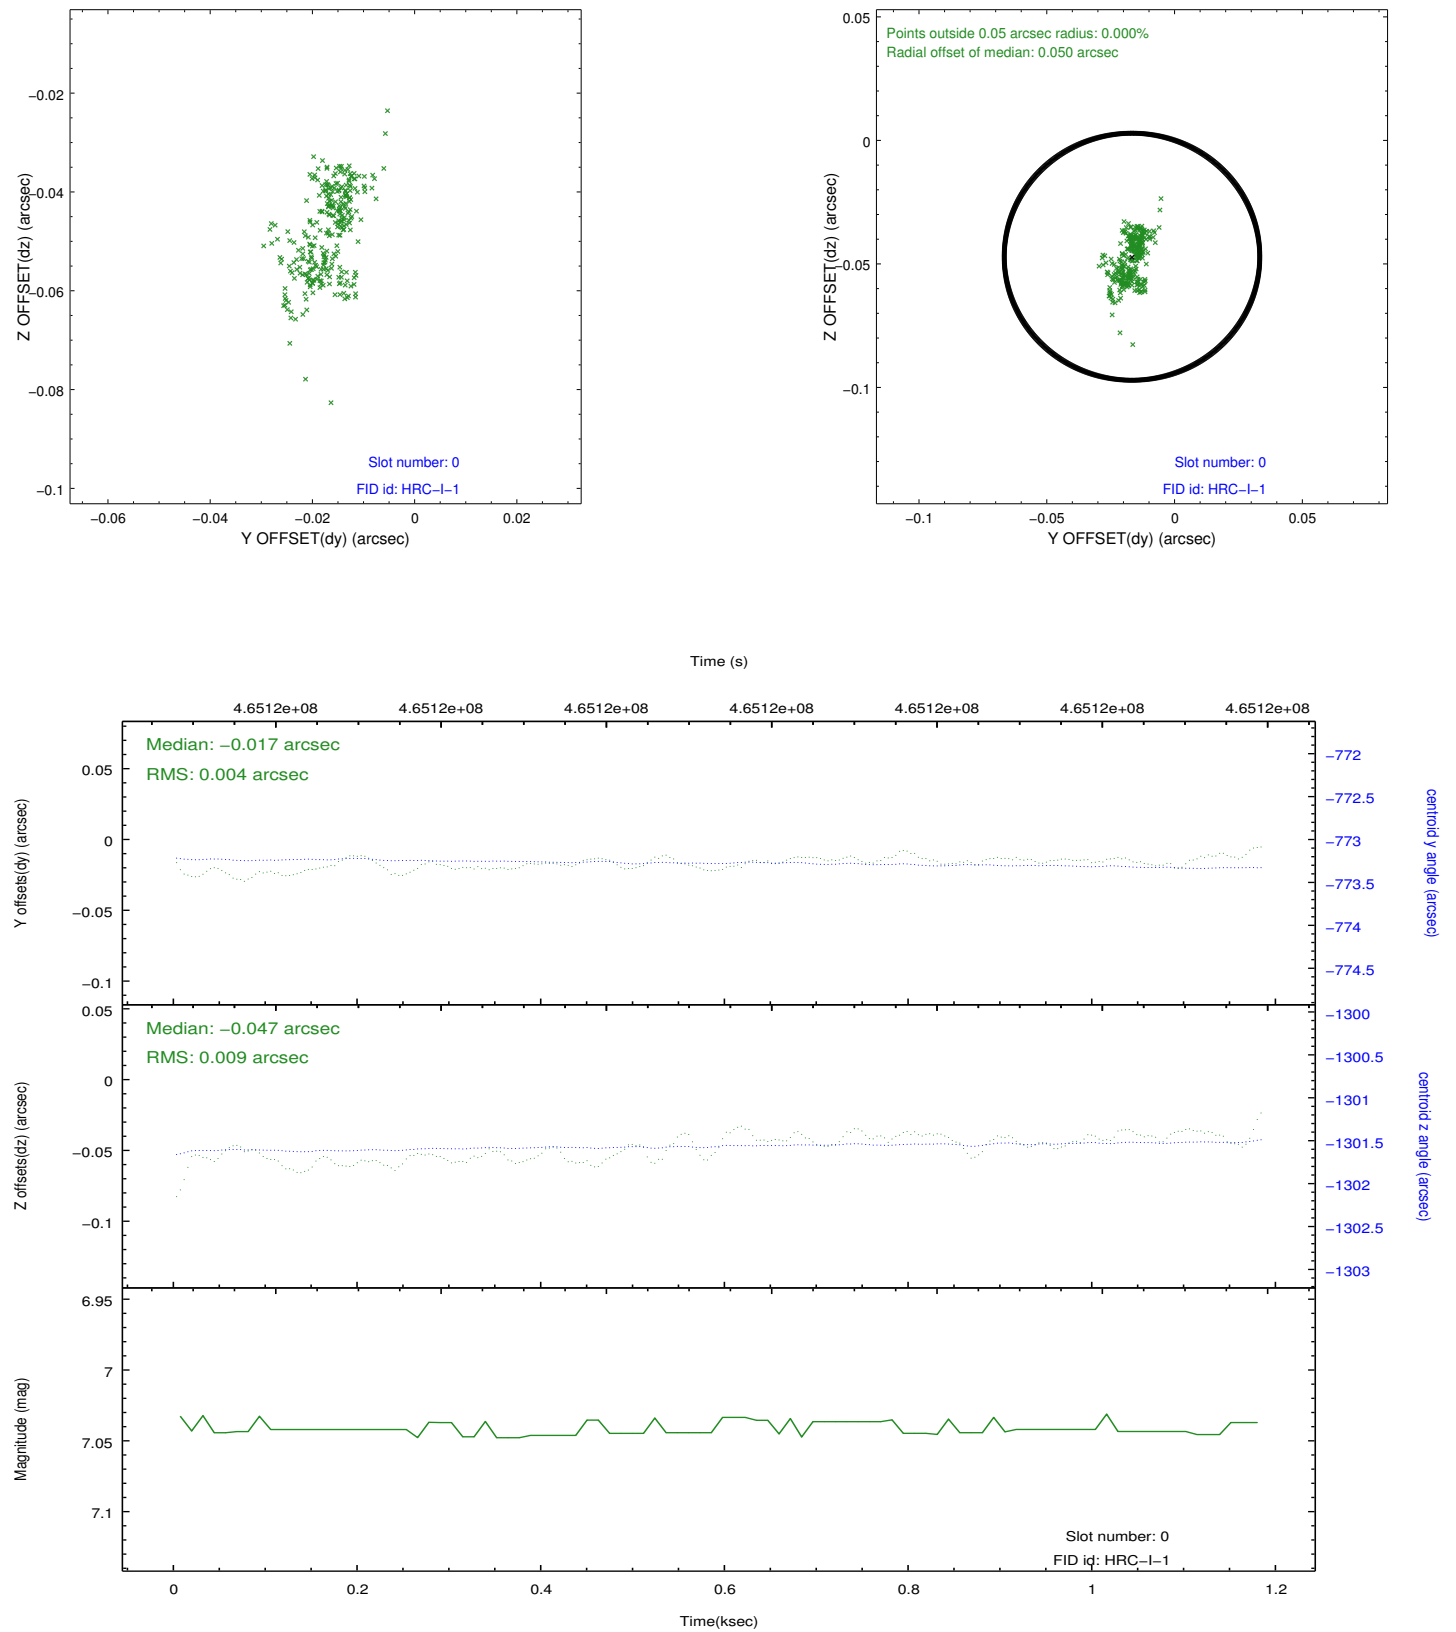 −0.02
−0.04
−0.06
−0.08
−0.1
Z OFFSET(dz) (arcsec)
Slot number: 0
FID id: HRC−I−1
−0.06
−0.04
−0.02
0
0.02
Y OFFSET(dy) (arcsec)
Points outside 0.05 arcsec radius: 0.000%
Radial offset of median: 0.050 arcsec
0.05
0
−0.05
−0.1
Z OFFSET(dz) (arcsec)
Slot number: 0
FID id: HRC−I−1
−0.1
−0.05
0
0.05
Y OFFSET(dy) (arcsec)
Time (s)
4.6512e+08
4.6512e+08
4.6512e+08
4.6512e+08
4.6512e+08
4.6512e+08
4.6512e+08
Median: −0.017 arcsec
RMS: 0.004 arcsec
0.05
0
−0.05
−0.1
Y offsets(dy) (arcsec)
−772
−772.5
−773
−773.5
−774
−774.5
centroid y angle (arcsec)
Median: −0.047 arcsec
RMS: 0.009 arcsec
0.05
0
−0.05
−0.1
Z offsets(dz) (arcsec)
−1300
−1300.5
−1301
−1301.5
−1302
−1302.5
−1303
centroid z angle (arcsec)
6.95
7
7.05
7.1
Magnitude (mag)
Slot number: 0
FID id: HRC−I−1
0
0.2
0.4
0.6
0.8
1
1.2
Time(ksec)